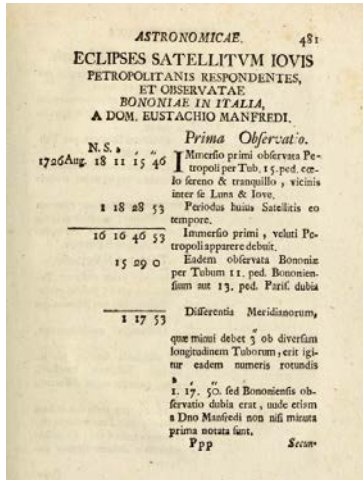 ASTRONOMICAE. 481
ECLIPSES SATELLITVM IOVIS
PETROPOLITANIS RESPONDENTES,
ET OBSERVATAE
BONONIAE IN ITALIA,
A DOM. EUSTACHIO MANFREDI.
Prima Observatio.
N. S. h , ,,
1726 Aug. 18 11 15 46 IMmersio primi observata Pe-
tropoli per Tub. 15. ped. cœ-
lo sereno & tranquillo , vicinis
inter se Luna & Iove.
1 18 28 53 Periodus huius Satellitis eo
tempore.
16 16 46 53 Immersio primi , veluti Pe-
tropoli apparere debuit.
15 29 0 Eadem observata Bononiæ
per Tubum 11. ped. Bononien-
sium aut 13. ped. Paris. dubia
1 17 53 Differentia Meridianorum,
quæ minui debet 3 ob diversam
longitudinem Tuborum, erit igi-
tur eadem numeris rotundis
h , ,,
1. 17. 50. sed Bononiensis ob-
servatio dubia erat , unde etiam
a Dno Manfredi non nisi minuta
prima notata sunt.
Ppp Secun-